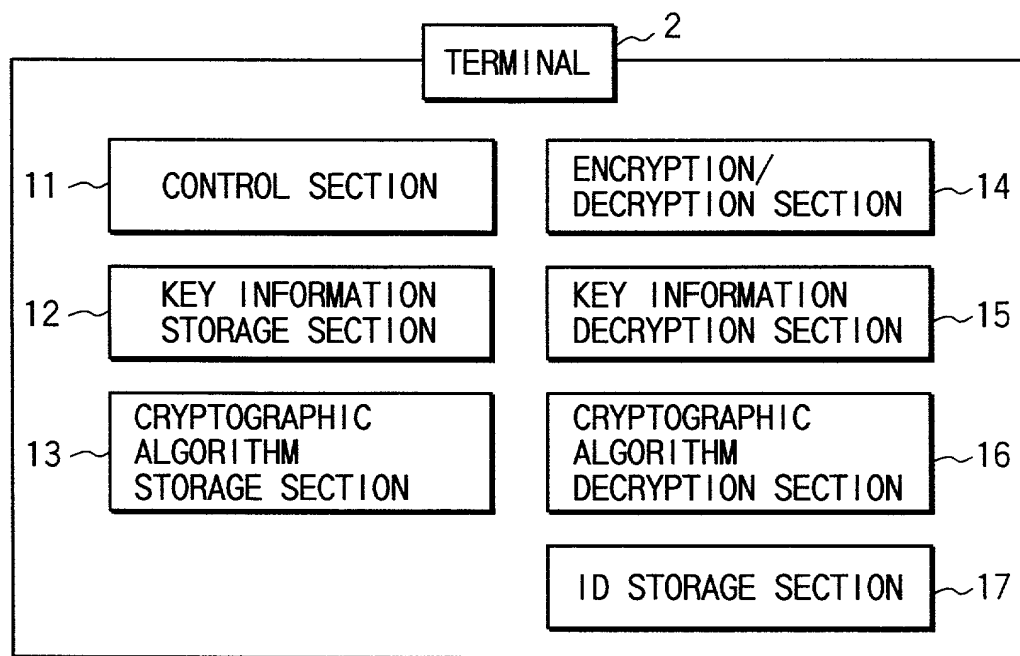 2
TERMINAL
11
CONTROL SECTION
ENCRYPTION/
DECRYPTION SECTION
14
12
KEY INFORMATION
STORAGE SECTION
KEY INFORMATION
DECRYPTION SECTION
15
13
CRYPTOGRAPHIC
ALGORITHM
STORAGE SECTION
CRYPTOGRAPHIC
ALGORITHM
DECRYPTION SECTION
16
ID STORAGE SECTION
17